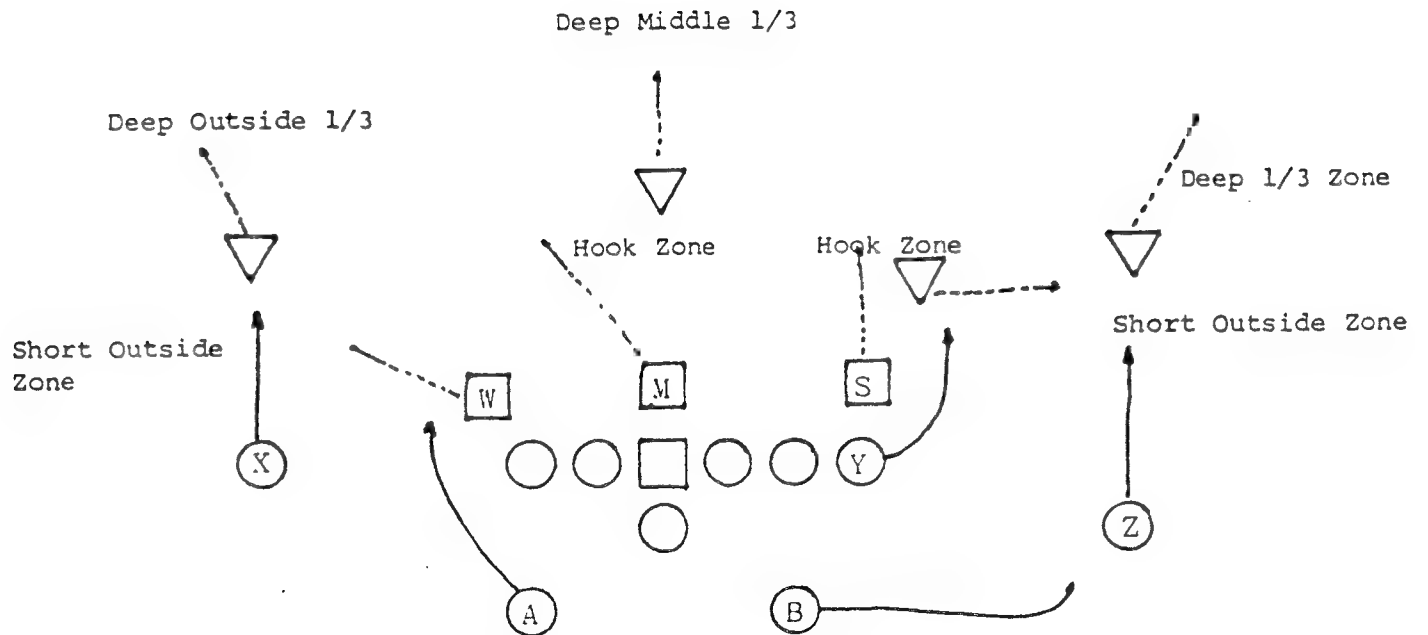 Deep Middle 1/3
Deep Outside 1/3
Deep 1/3 Zone
Hook Zone
Hook Zone
Short Outside Zone
Short Outside
Zone
W
M
S
X
Y
Z
A
B